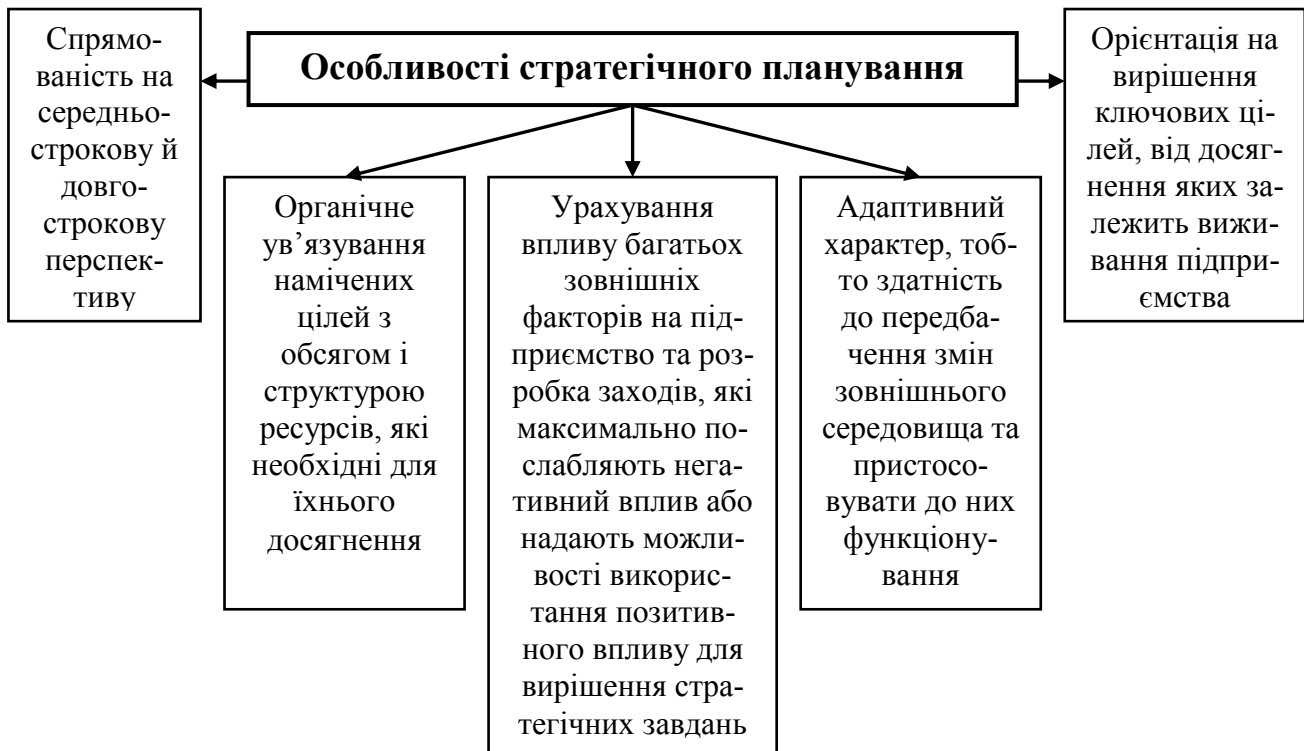 Особливості стратегічного планування
Спрямо-
ваність на
середньо-
строкову й
довго-
строкову
перспек-
тиву
Органічне
ув’язування
намічених
цілей з
обсягом і
структурою
ресурсів, які
необхідні для
їхнього
досягнення
Урахування
впливу багатьох
зовнішніх
факторів на під-
приємство та роз-
робка заходів, які
максимально по-
слабляють нега-
тивний вплив або
надають можли-
вості викорис-
тання позитив-
ного впливу для
вирішення стра-
тегічних завдань
Адаптивний
характер, тоб-
то здатність
до передба-
чення змін
зовнішнього
середовища та
пристосо-
вувати до них
функціону-
вання
Орієнтація на
вирішення
ключових ці-
лей, від досяг-
нення яких за-
лежить вижи-
вання підпри-
ємства